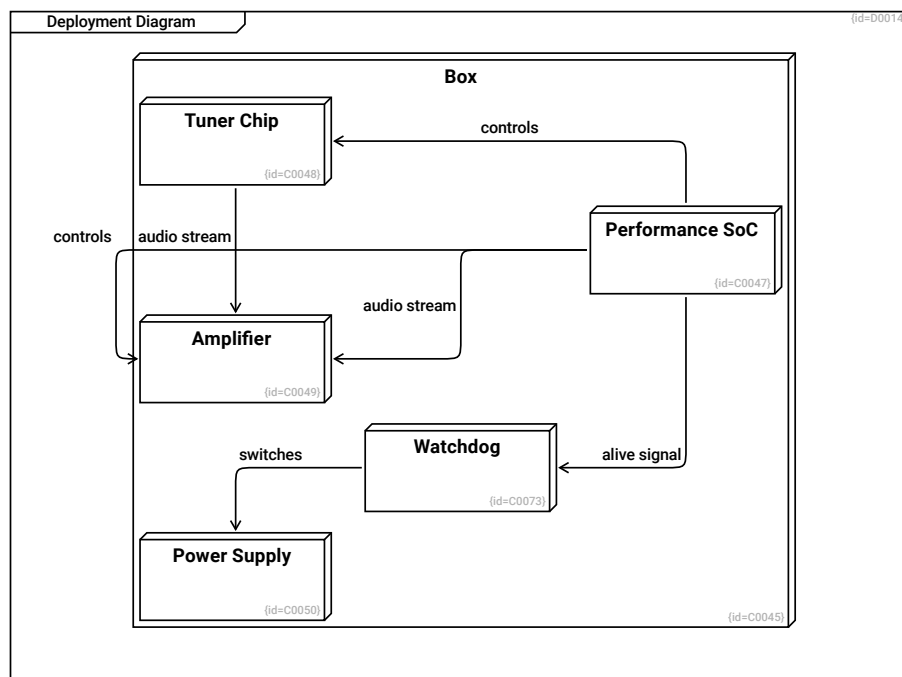 Deployment Diagram
{id=D0014
Box
Tuner Chip
{id=C0048}
controls
Performance SoC
{id=C0047}
controls
audio stream
audio stream
Amplifier
{id=C0049}
Watchdog
{id=C0073}
switches
alive signal
Power Supply
{id=C0050}
{id=C0045}